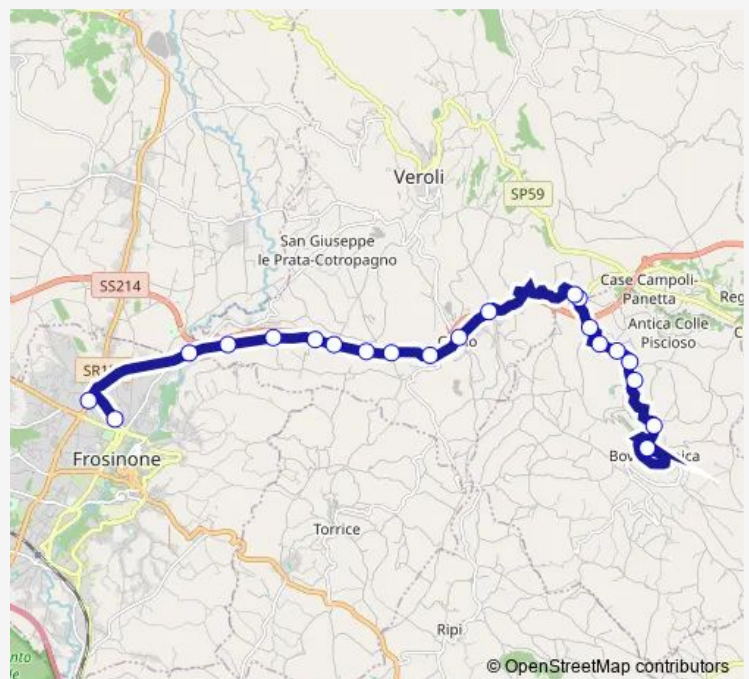 Veroli
SP59
San Giuseppe
le Prata-Cotropagno
SS214
Case Campoli-
Panetta
Antica Colle
Piscioso
Frosinone
Torrice
Ripi
© OpenStreetMap contributors